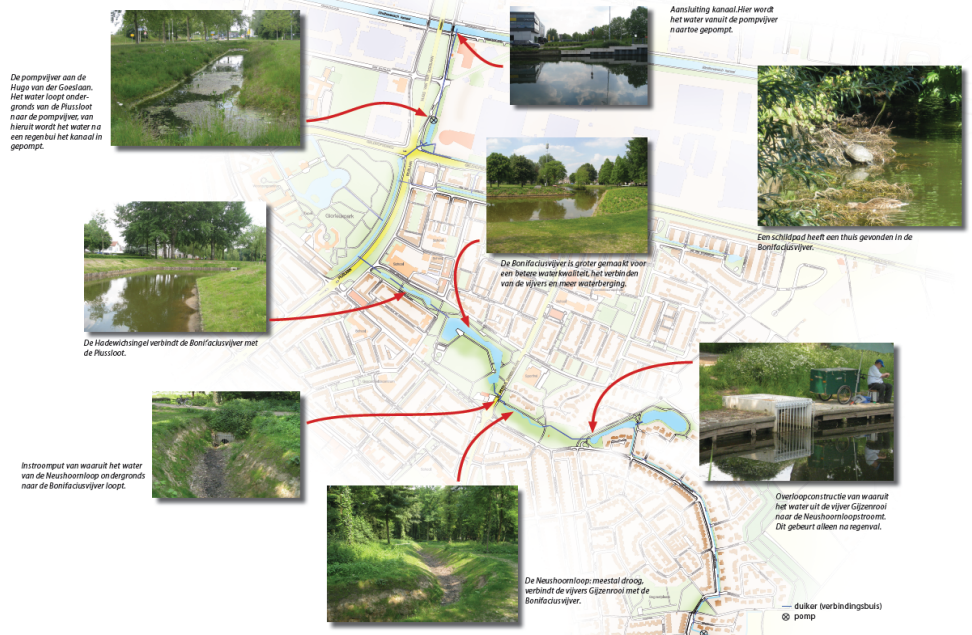 Aansluiting kanaal.Hier wordt
het water vanuit de pompvijver
naartoe gepompt.
De pompvijver aan de
Hugo van der Goeslaan.
Het water loopt onder-
gronds van de Piussloot
naar de pompvijver, van
hieruit wordt het water na
een regenbui het kanaal in
gepompt.
Een schildpad heeft een thuis gevonden in de
Bonifaciusvijver.
De Bonifaciusvijver is groter gemaakt voor
een betere waterkwaliteit, het verbinden
van de vijvers en meer waterberging.
De Hadewichsingel verbindt de Bonifaciusvijver met
de Piussloot.
Instroomput van waaruit het water
van de Neushoornloop ondergronds
naar de Bonifaciusvijver loopt.
Overloopconstructie van waaruit
het water uit de vijver Gijzenrooi
naar de Neushoornloopstroomt.
Dit gebeurt alleen na regenval.
De Neushoornloop: meestal droog,
verbindt de vijvers Gijzenrooi met de
Bonifaciusvijver.
duiker (verbindingsbuis)
pomp